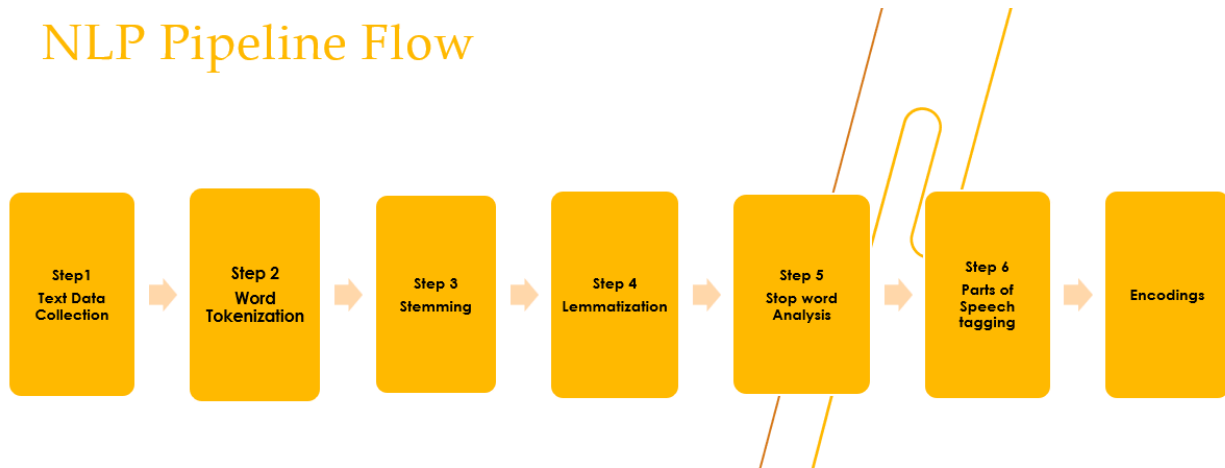 NLP Pipeline Flow
Step1
Text Data
Collection
Step 2
Word
Tokenization
Step 3
Stemming
Step 4
Lemmatization
Step 5
Stop word
Analysis
Step 6
Parts of
Speech
tagging
Encodings